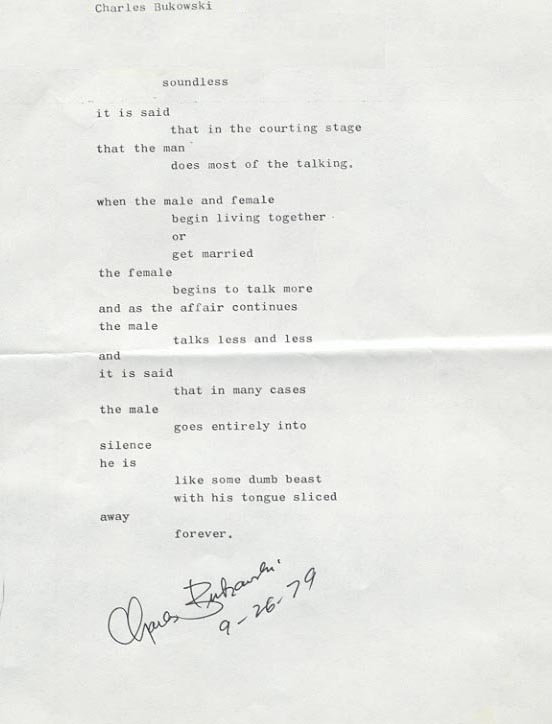 Charles Bukowski
soundless
it is said
that in the courting stage
that the man
does most of the talking.
when the male and female
begin living together
or
get married
the female
begins to talk more
and as the affair continues
the male
talks less and less
and
it is said
that in many cases
the male
goes entirely into
silence
he is
like some dumb beast
with his tongue sliced
away
forever.
Charles Bukowski
9-26-79